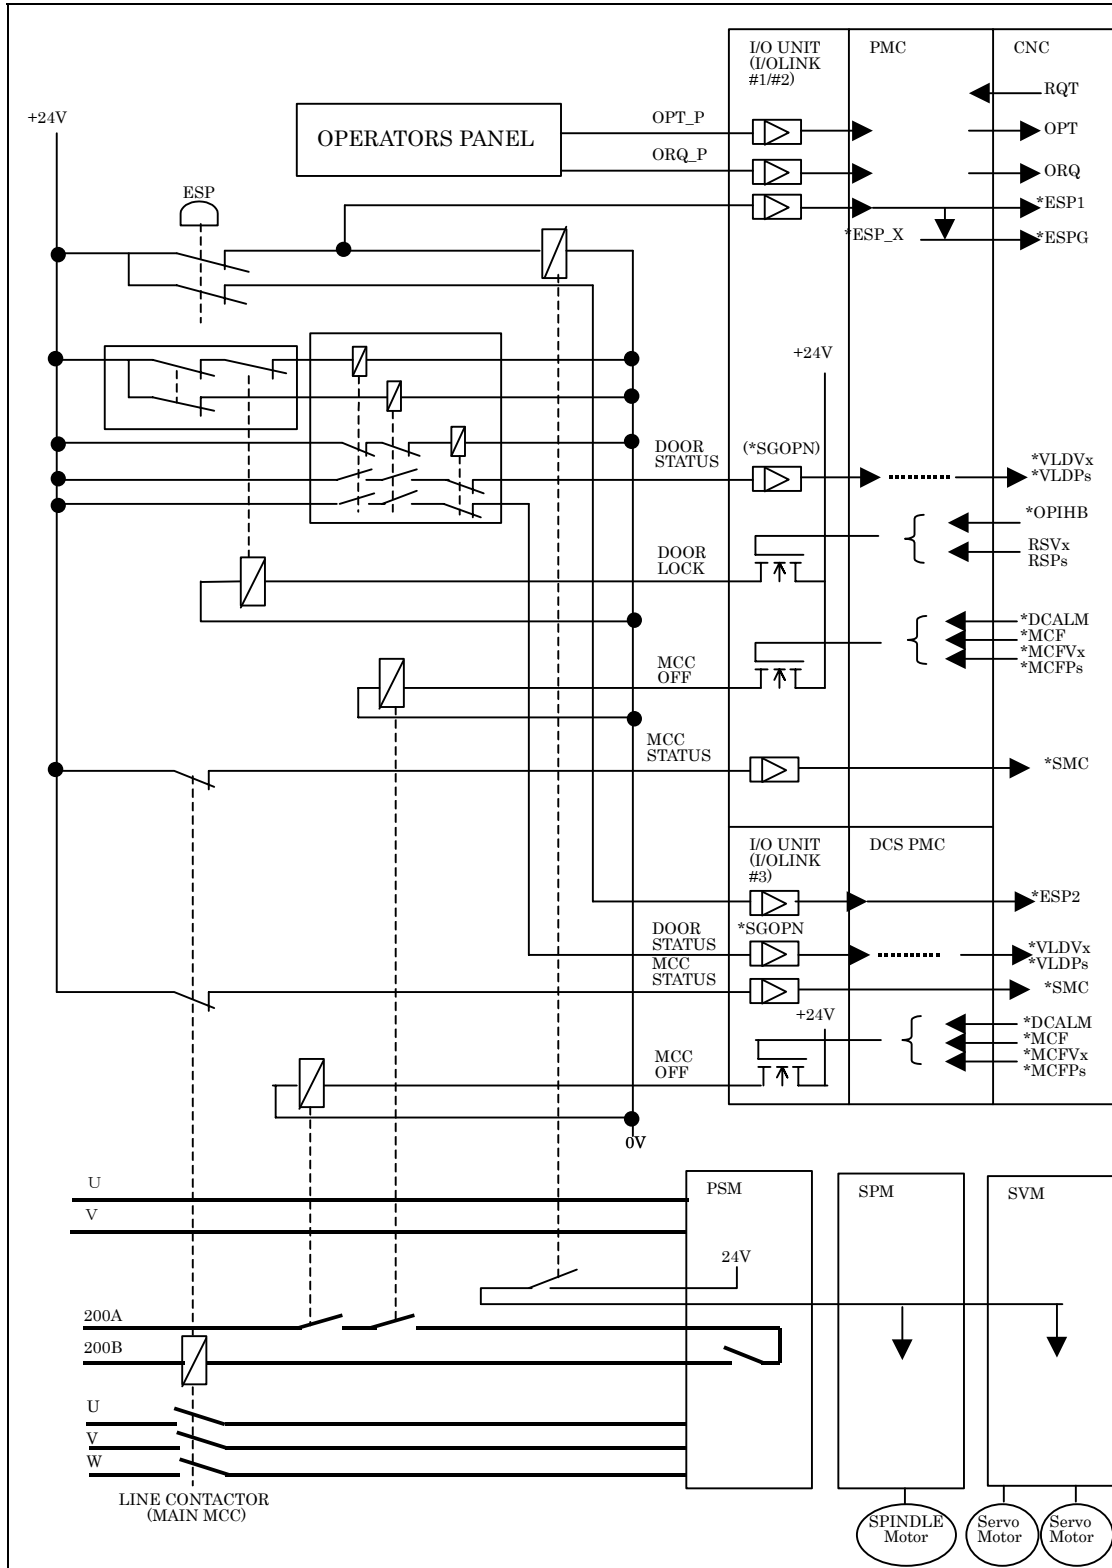 I/O UNIT
(I/OLINK
#1/#2)
PMC
CNC
RQT
+24V
OPERATORS PANEL
OPT_P
OPT
ORQ_P
ORQ
ESP
*ESP1
*ESP_X
*ESPG
+24V
DOOR
STATUS
(*SGOPN)
*VLDVx
*VLDPs
*OPIHB
DOOR
LOCK
RSVx
RSPs
*DCALM
*MCF
*MCFVx
*MCFPs
MCC
OFF
MCC
STATUS
*SMC
I/O UNIT
(I/OLINK
#3)
DCS PMC
*ESP2
DOOR
STATUS
*SGOPN
*VLDVx
*VLDPs
MCC
STATUS
*SMC
+24V
*DCALM
*MCF
*MCFVx
*MCFPs
MCC
OFF
0V
U
V
PSM
SPM
SVM
24V
200A
200B
U
V
W
LINE CONTACTOR
(MAIN MCC)
SPINDLE
Motor
Servo
Motor
Servo
Motor